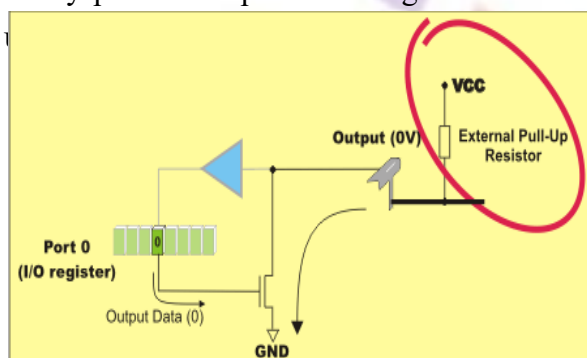 VCC
Output (0V)
External Pull-Up
Resistor
0
Port 0
(I/O register)
Output Data (0)
GND